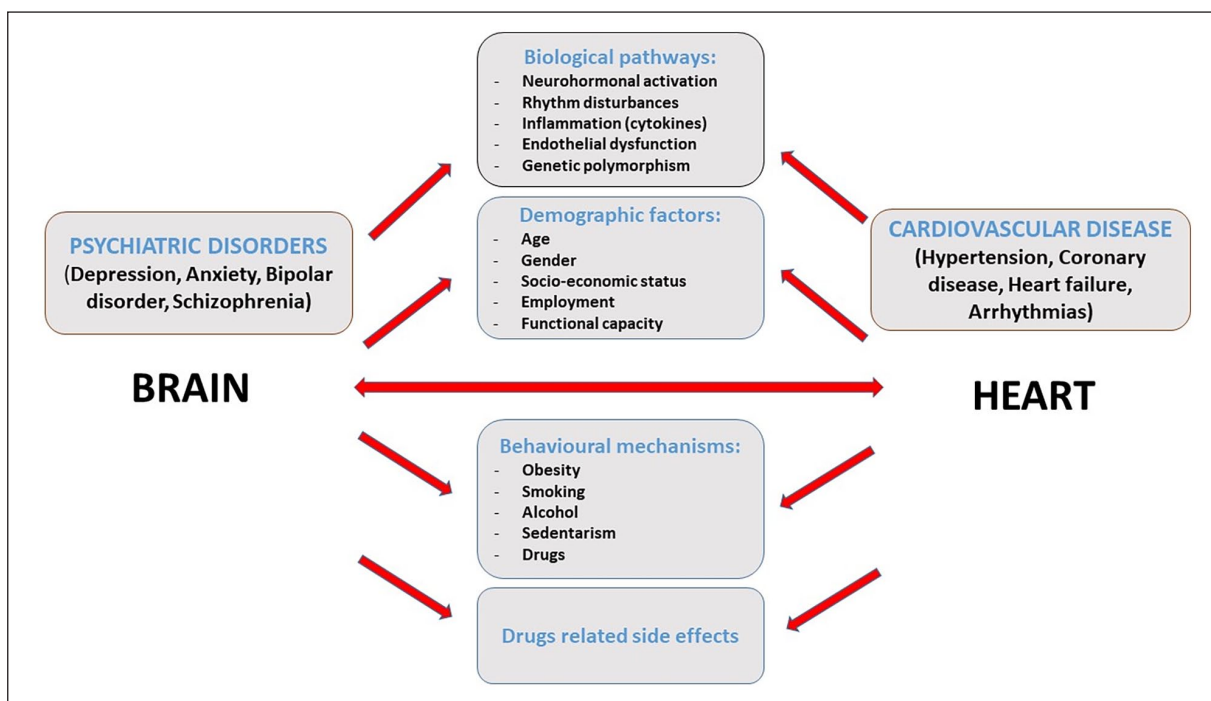 Biological pathways:
- Neurohormonal activation
- Rhythm disturbances
- Inflammation (cytokines)
- Endothelial dysfunction
- Genetic polymorphism
PSYCHIATRIC DISORDERS
(Depression, Anxiety, Bipolar
disorder, Schizophrenia)
Demographic factors:
- Age
- Gender
- Socio-economic status
- Employment
- Functional capacity
CARDIOVASCULAR DISEASE
(Hypertension, Coronary
disease, Heart failure,
Arrhythmias)
BRAIN
HEART
Behavioural mechanisms:
- Obesity
- Smoking
- Alcohol
- Sedentarism
- Drugs
Drugs related side effects